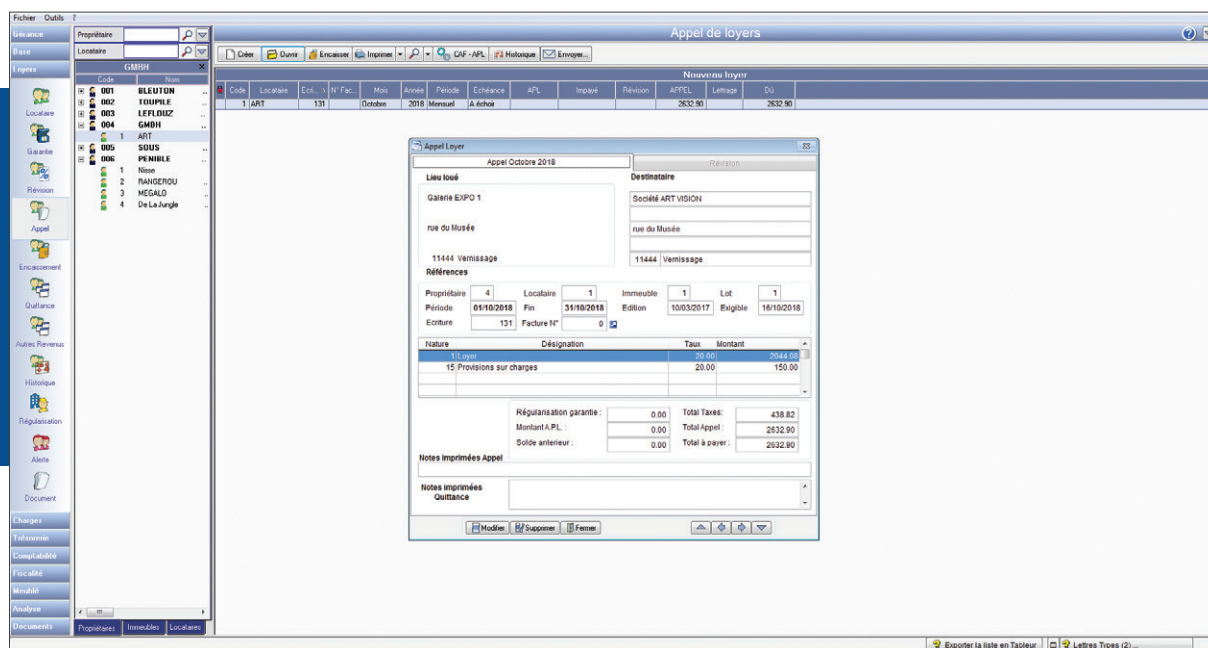 Fichier Outils ?
Gérance
Base
Loyers
Locataire
Garantie
Révision
Appel
Encaissement
Quittance
Autres Revenus
Historique
Régularisation
Alerte
Document
Charges
Trésorerie
Comptabilité
Fiscalité
Meublé
Analyse
Documents
Propriétaire
Locataire
GMBH
Code Nom
001 BLEUTON ..
002 TOUPILE ..
003 LEFLOUZ ..
004 GMBH ..
1 ART
005 SOUS ..
006 PENIBLE ..
1 Nisse
2 RANGEROU ..
3 MEGALO ..
4 De La Jungle ..
Propriétaires Immeubles Locataires
Appel de loyers
Créer Ouvrir Encaisser Imprimer CAF - APL Historique Envoyer...
Nouveau loyer
Code Locataire Ecri... N° Fac... Mois Année Période Echéance APL Impayé Révision APPEL Lettrage Dû
1 ART 131 Octobre 2018 Mensuel A échoir 2632.90 2632.90
Appel Loyer
Appel Octobre 2018 Révision
Lieu loué Destinataire
Galerie EXPO 1 Société ART VISION
rue du Musée rue du Musée
11444 Vernissage 11444 Vernissage
Références
Propriétaire 4 Locataire 1 Immeuble 1 Lot: 1
Période 01/10/2018 Fin 31/10/2018 Edition 10/03/2017 Exigible 16/10/2018
Ecriture 131 Facture N° 0
Nature Désignation Taux Montant
1 Loyer 20.00 2044.08
15 Provisions sur charges 20.00 150.00
Régularisation garantie : 0.00 Total Taxes: 438.82
Montant A.P.L. : 0.00 Total Appel : 2632.90
Solde anterieur : 0.00 Total à payer : 2632.90
Notes imprimées Appel
Notes imprimées
Quittance
Modifier Supprimer Fermer
Exporter la liste en Tableur Lettres Types (2) ...